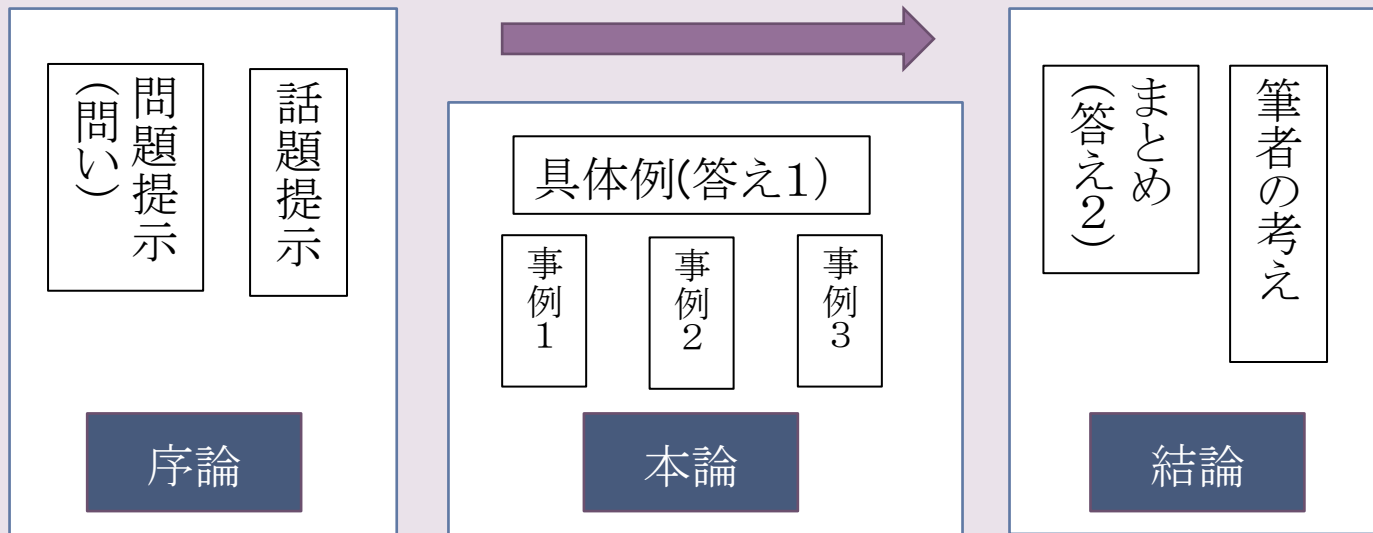 話題提示
問題提示
(問い)
序論
具体例(答え1)
事例1
事例2
事例3
本論
筆者の考え
まとめ
(答え2)
結論